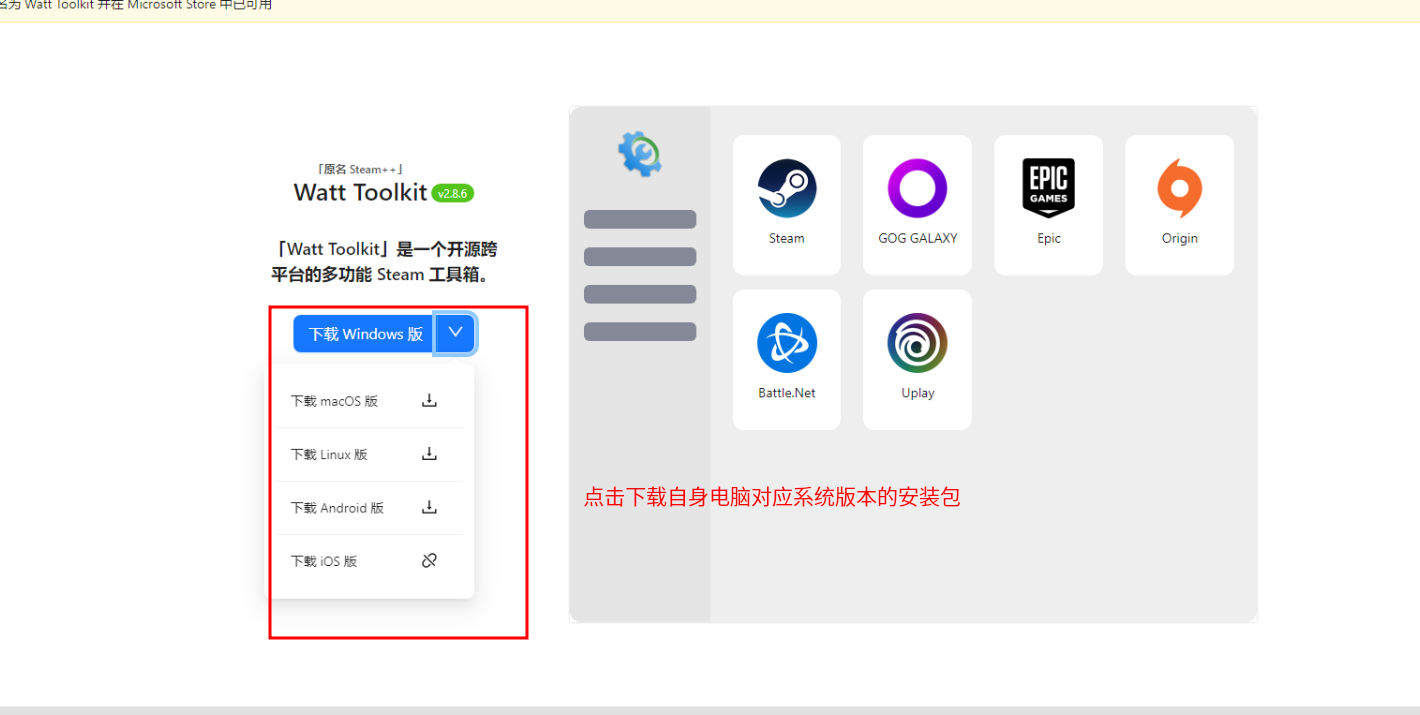 名为 Watt Toolkit 并在 Microsoft Store 中已可用
「原名 Steam++」
Watt Toolkit v2.8.6
「Watt Toolkit」是一个开源跨
平台的多功能 Steam 工具箱。
下载 Windows 版
下载 macOS 版
下载 Linux 版
下载 Android 版
下载 iOS 版
Steam
GOG GALAXY
EPIC
GAMES
Epic
Origin
Battle.Net
Uplay
点击下载自身电脑对应系统版本的安装包